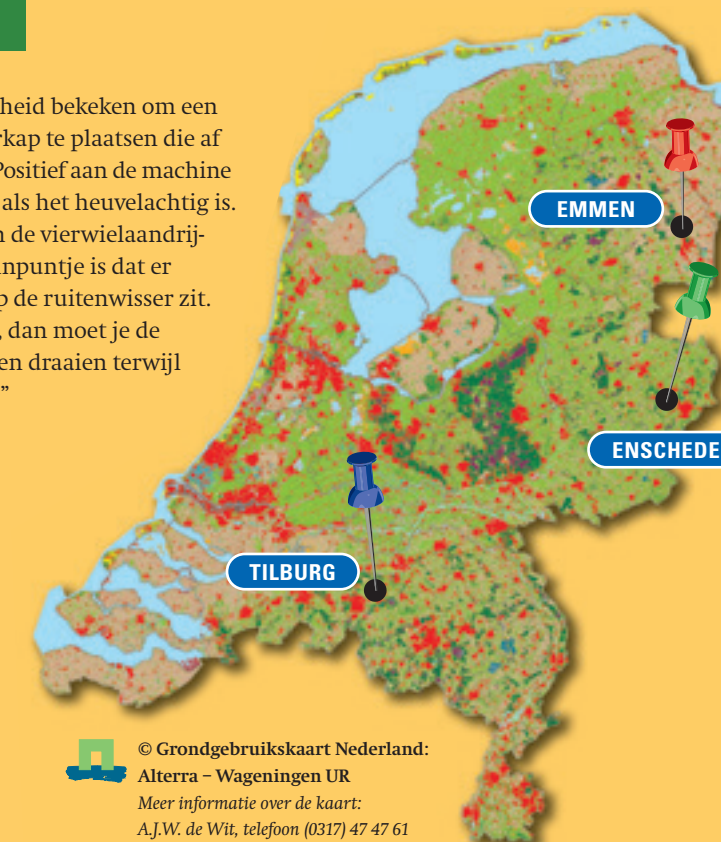 heid bekeken om een
kap te plaatsen die af
Positief aan de machine
als het heuvelachtig is.
n de vierwielaandrij-
npuntje is dat er
p de ruitenwisser zit.
, dan moet je de
en draaien terwijl
”
EMMEN
ENSCHEDE
TILBURG
© Grondgebruikskaart Nederland:
Alterra – Wageningen UR
Meer informatie over de kaart:
A.J.W. de Wit, telefoon (0317) 47 47 61